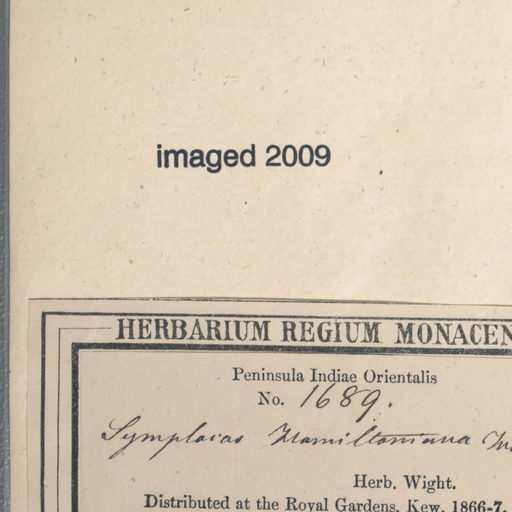 imaged 2009
HERBARIUM REGIUM MONACEN
Peninsula Indiae Orientalis
No. 1689.
Symplocos Hamiltoniana
Herb. Wight.
Distributed at the Royal Gardens, Kew, 1866-7.